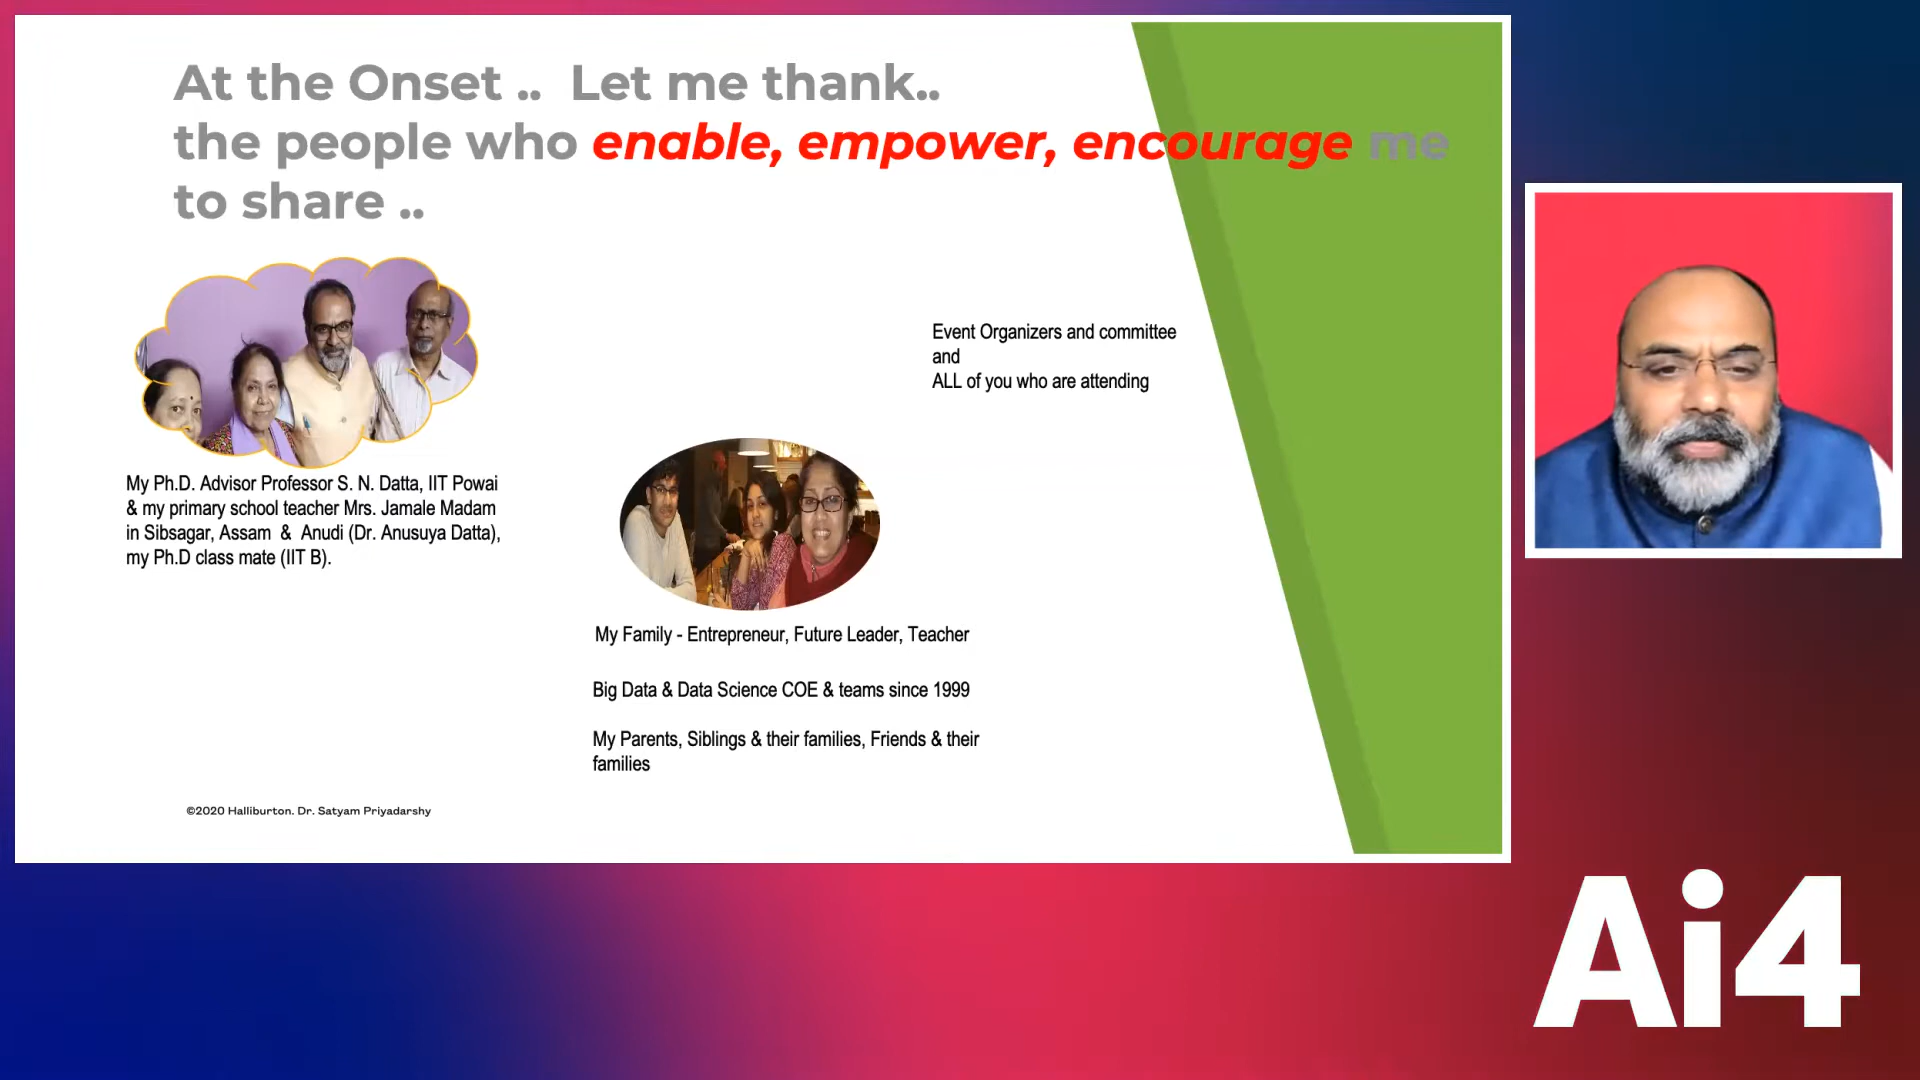 At the Onset .. Let me thank..
the people who enable, empower, encourage me
to share ..
Event Organizers and committee
and
ALL of you who are attending
My Ph.D. Advisor Professor S. N. Datta, IIT Powai
& my primary school teacher Mrs. Jamale Madam
in Sibsagar, Assam & Anudi (Dr. Anusuya Datta),
my Ph.D class mate (IIT B).
My Family - Entrepreneur, Future Leader, Teacher
Big Data & Data Science COE & teams since 1999
My Parents, Siblings & their families, Friends & their
families
©2020 Halliburton. Dr. Satyam Priyadarshy
Ai4